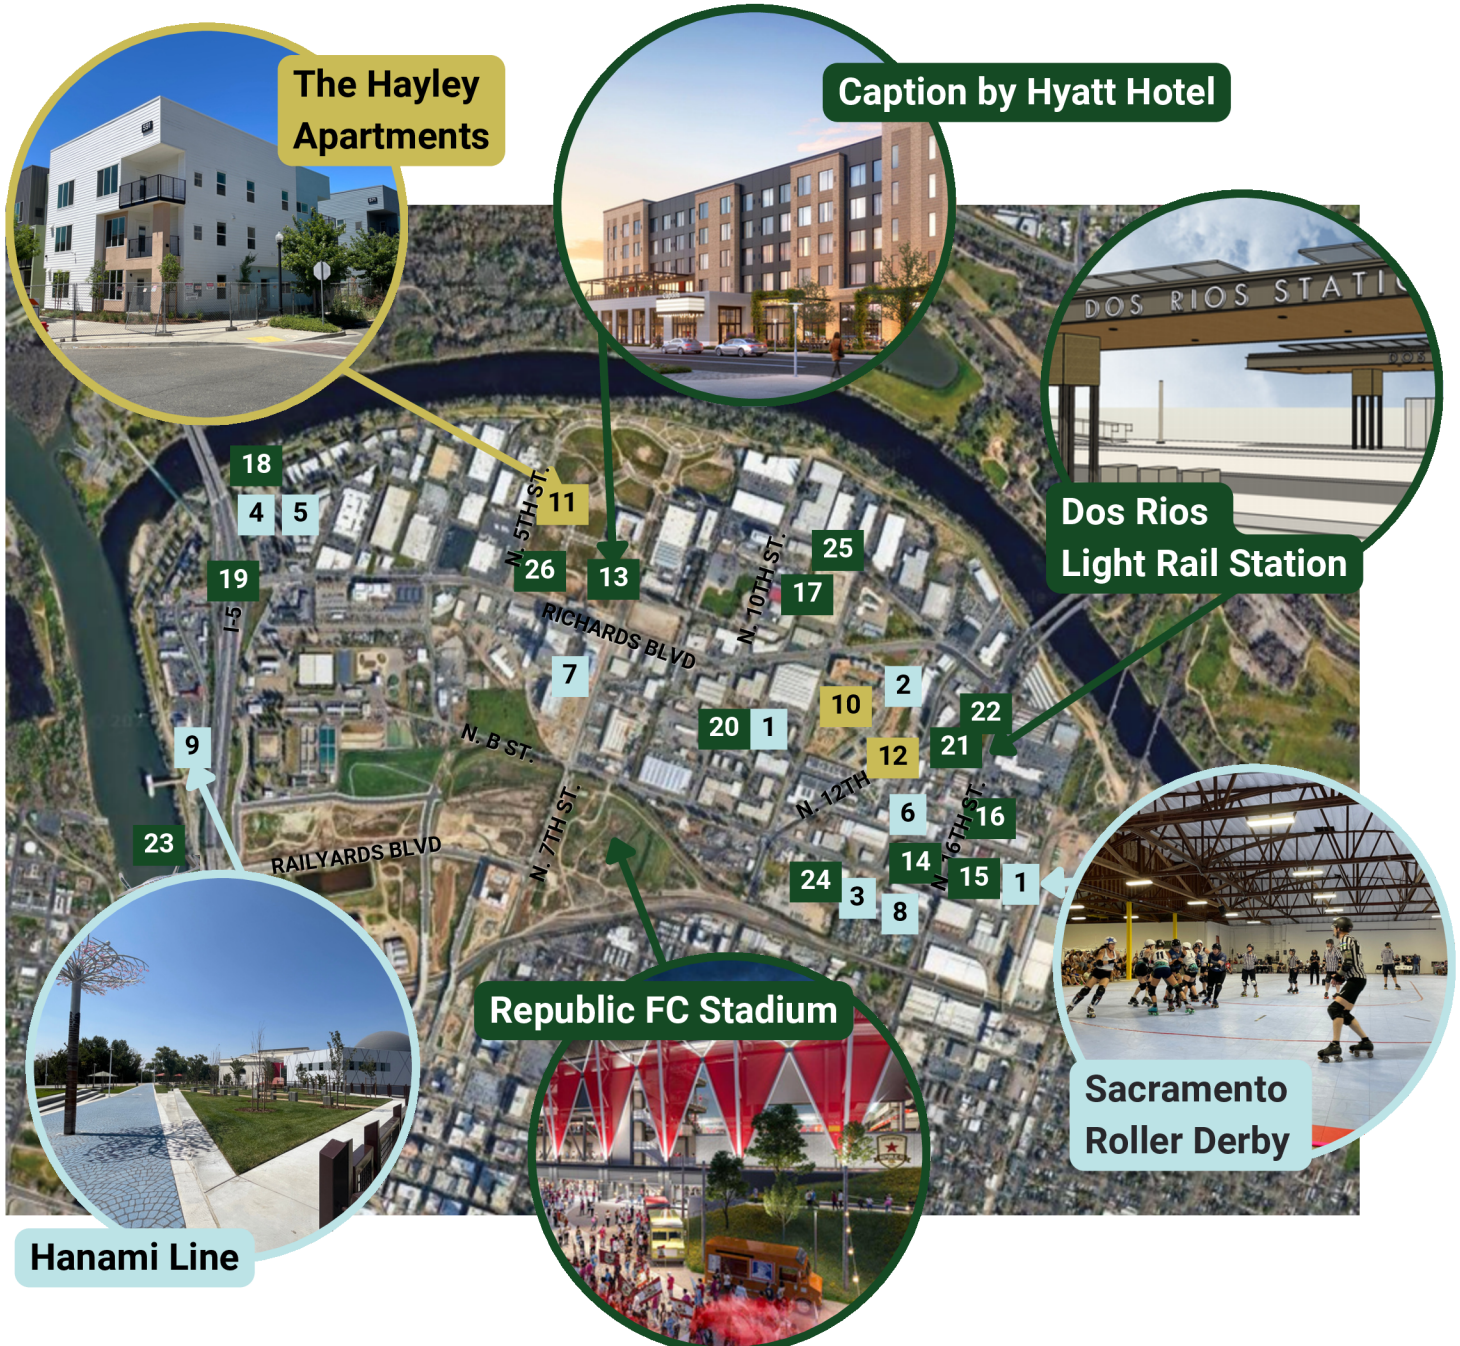 The Hayley
Apartments
Caption by Hyatt Hotel
DOS RIOS STATIO
DOS
Dos Rios
Light Rail Station
18
4
5
11
N. 5TH ST.
26
13
19
I-5
25
17
N. 10TH ST.
RICHARDS BLVD
7
2
10
22
20
1
21
12
9
N. B ST.
N. 12TH
6
16
N. 16TH ST.
23
RAILYARDS BLVD
N. 7TH ST.
14
15
1
24
3
8
Republic FC Stadium
Sacramento
Roller Derby
Hanami Line